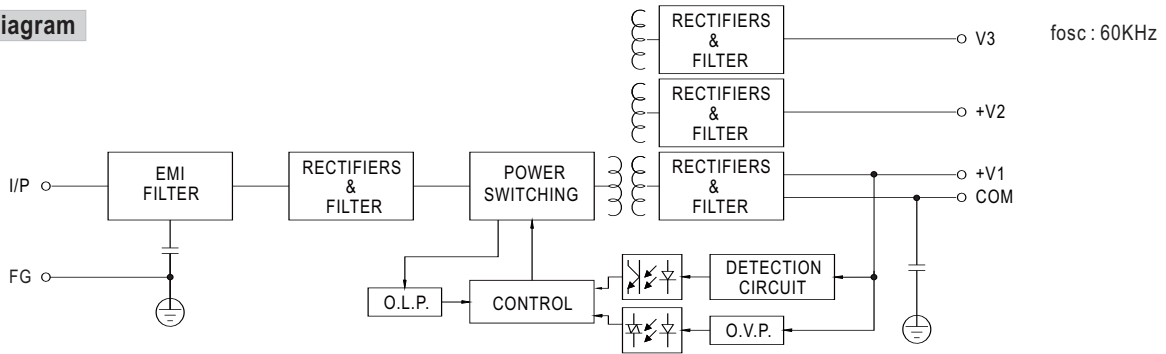 iagram
RECTIFIERS
&
FILTER
V3
fosc : 60KHz
RECTIFIERS
&
FILTER
+V2
I/P
EMI
FILTER
RECTIFIERS
&
FILTER
POWER
SWITCHING
RECTIFIERS
&
FILTER
+V1
COM
FG
O.L.P.
CONTROL
DETECTION
CIRCUIT
O.V.P.